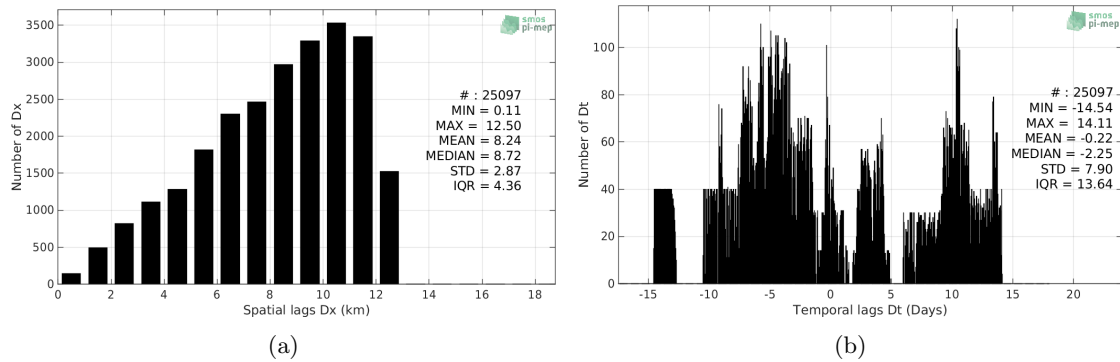 smos
pi-mep
3500
3000
2500
2000
1500
1000
500
0
Number of Dx
# : 25097
MIN = 0.11
MAX = 12.50
MEAN = 8.24
MEDIAN = 8.72
STD = 2.87
IQR = 4.36
0 2 4 6 8 10 12 14 16 18
Spatial lags Dx (km)
(a)
smos
pi-mep
100
80
60
40
20
0
Number of Dt
# : 25097
MIN = -14.54
MAX = 14.11
MEAN = -0.22
MEDIAN = -2.25
STD = 7.90
IQR = 13.64
-15 -10 -5 0 5 10 15 20
Temporal lags Dt (Days)
(b)